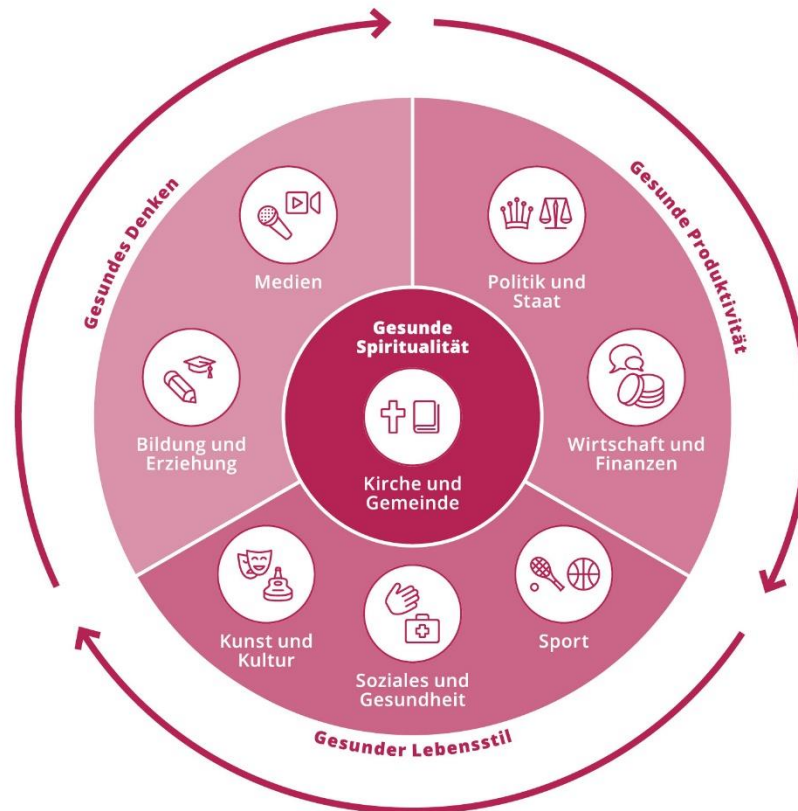 Gesundes Denken
Medien
Bildung und
Erziehung
Gesunde Produktivität
Politik und
Staat
Wirtschaft und
Finanzen
Gesunde
Spiritualität
Kirche und
Gemeinde
Kunst und
Kultur
Soziales und
Gesundheit
Sport
Gesunder Lebensstil